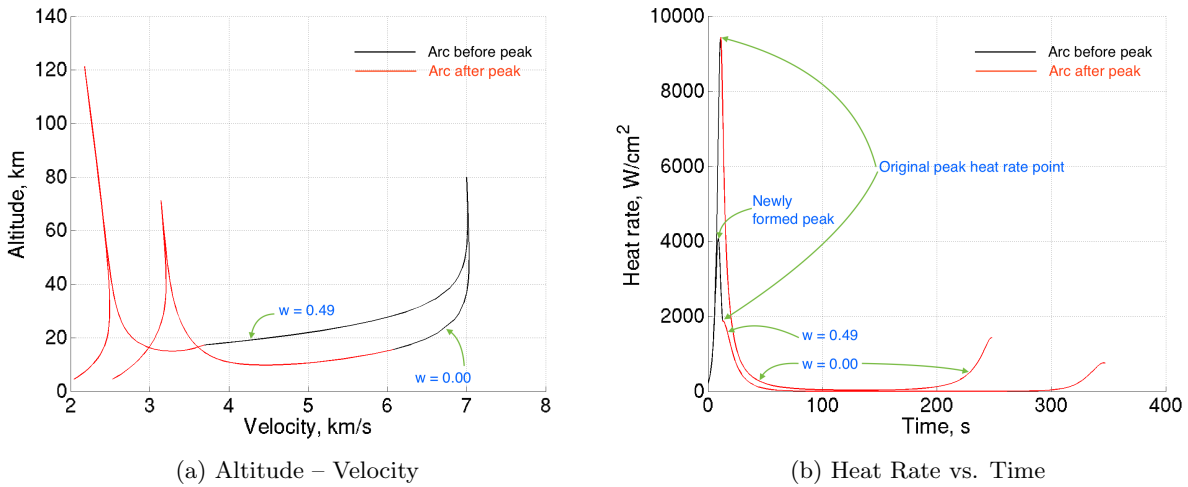 140
120
100
80
60
40
20
0
Altitude, km
2
3
4
5
6
7
8
Velocity, km/s
Arc before peak
Arc after peak
w = 0.49
w = 0.00
(a) Altitude – Velocity
10000
8000
6000
4000
2000
0
Heat rate, W/cm2
0
100
200
300
400
Time, s
Arc before peak
Arc after peak
Original peak heat rate point
Newly
formed peak
w = 0.49
w = 0.00
(b) Heat Rate vs. Time